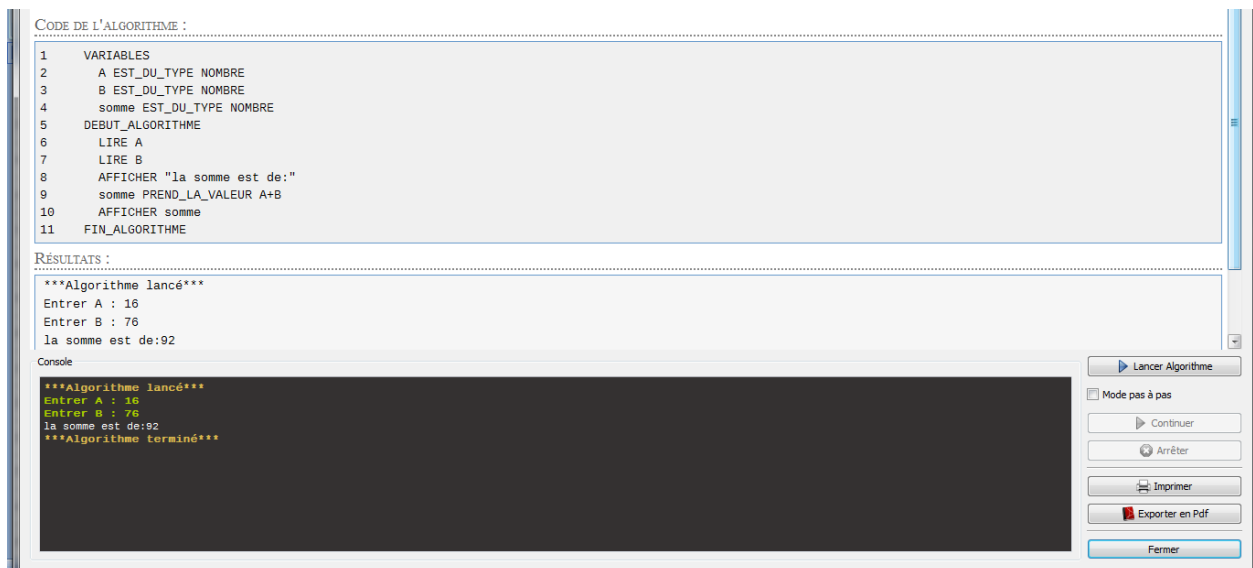 CODE DE L'ALGORITHME :
1 VARIABLES
2 A EST_DU_TYPE NOMBRE
3 B EST_DU_TYPE NOMBRE
4 somme EST_DU_TYPE NOMBRE
5 DEBUT_ALGORITHME
6 LIRE A
7 LIRE B
8 AFFICHER "la somme est de:"
9 somme PREND_LA_VALEUR A+B
10 AFFICHER somme
11 FIN_ALGORITHME
RÉSULTATS :
***Algorithme lancé***
Entrer A : 16
Entrer B : 76
la somme est de:92
Console
***Algorithme lancé***
Entrer A : 16
Entrer B : 76
la somme est de:92
***Algorithme terminé***
Lancer Algorithme
Mode pas à pas
Continuer
Arrêter
Imprimer
Exporter en Pdf
Fermer